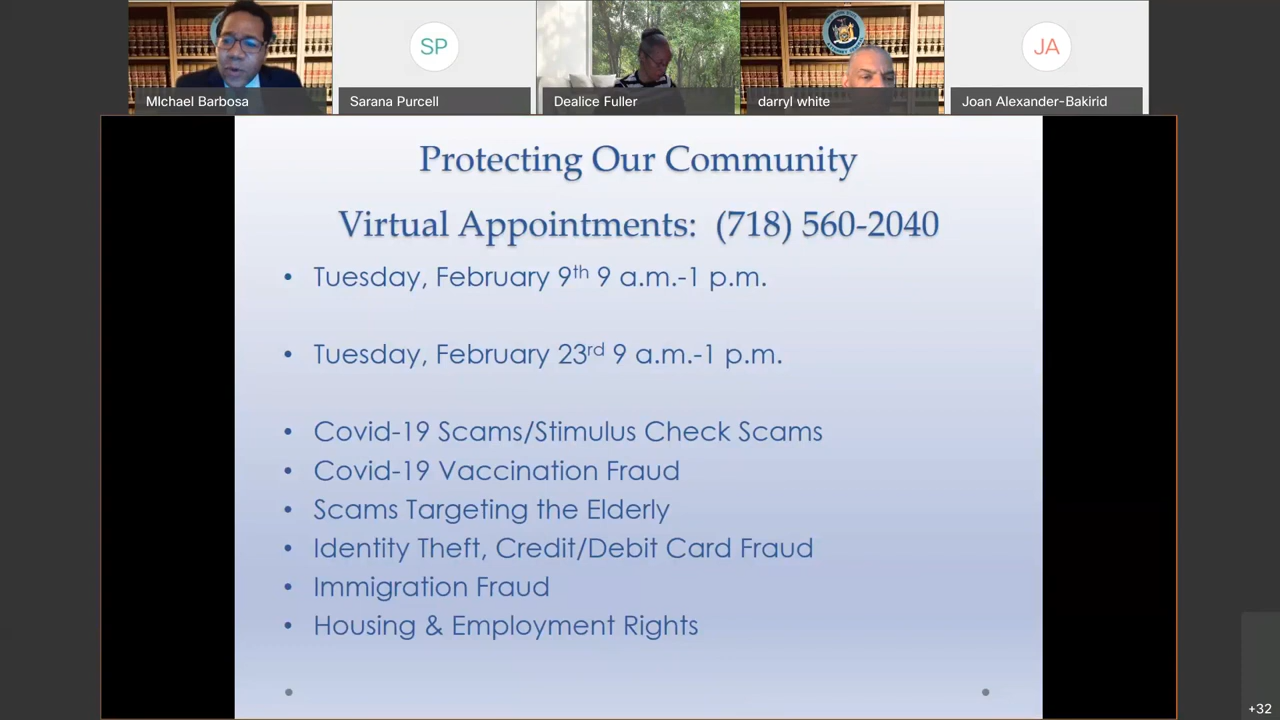 MIchael Barbosa
SP
Sarana Purcell
Dealice Fuller
darryl white
JA
Joan Alexander-Bakirid
Protecting Our Community
Virtual Appointments: (718) 560-2040
• Tuesday, February 9th 9 a.m.-1 p.m.
• Tuesday, February 23rd 9 a.m.-1 p.m.
• Covid-19 Scams/Stimulus Check Scams
• Covid-19 Vaccination Fraud
• Scams Targeting the Elderly
• Identity Theft, Credit/Debit Card Fraud
• Immigration Fraud
• Housing & Employment Rights
+32